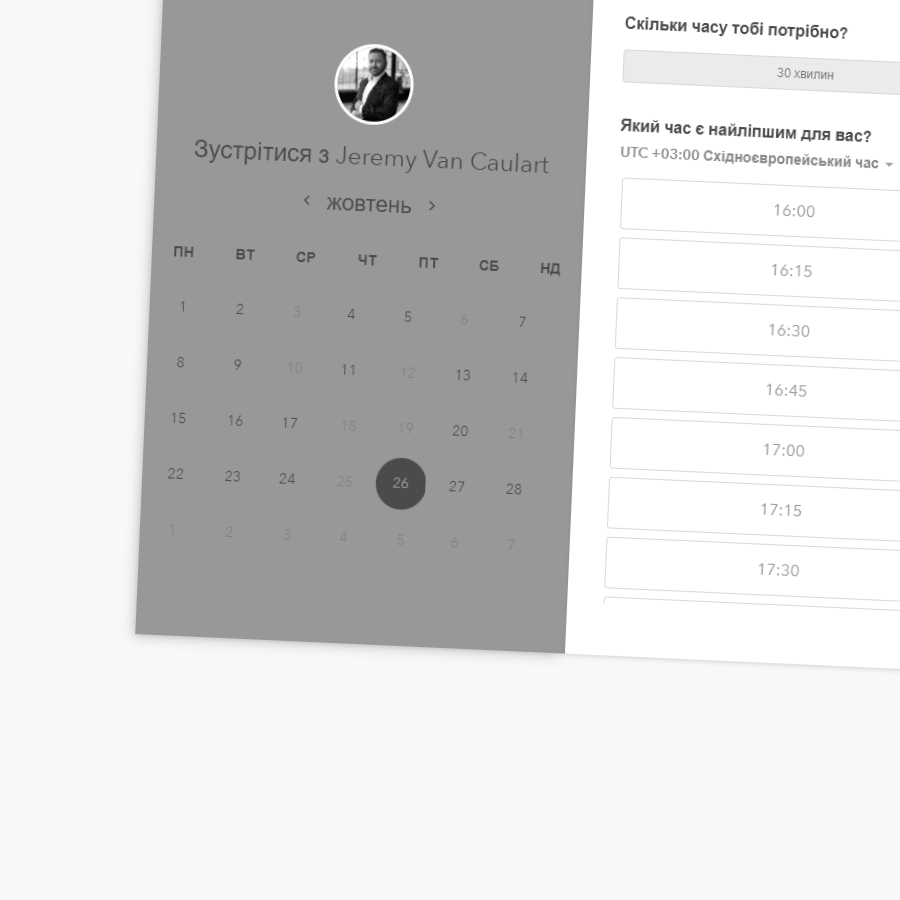 Зустрітися з Jeremy Van Caulart
жовтень
ПН ВТ СР ЧТ ПТ СБ НД
1 2 3 4 5 6 7
8 9 10 11 12 13 14
15 16 17 18 19 20 21
22 23 24 25 26 27 28
1 2 3 4 5 6 7
Скільки часу тобі потрібно?
30 хвилин
Який час є найліпшим для вас?
UTC +03:00 Східноєвропейський час
16:00
16:15
16:30
16:45
17:00
17:15
17:30